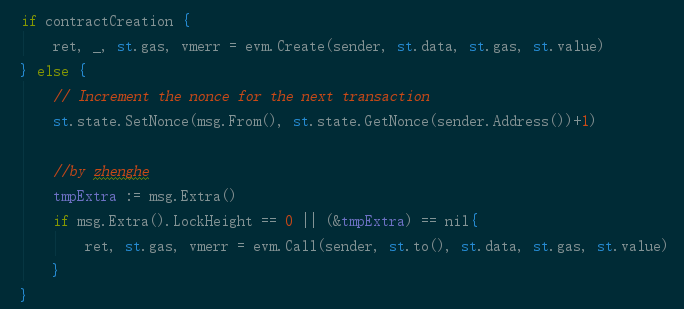 if contractCreation {
ret, _, st.gas, vmerr = evm.Create(sender, st.data, st.gas, st.value)
} else {
// Increment the nonce for the next transaction
st.state.SetNonce(msg.From(), st.state.GetNonce(sender.Address())+1)
//by zhenghe
tmpExtra := msg.Extra()
if msg.Extra().LockHeight == 0 || (&tmpExtra) == nil{
ret, st.gas, vmerr = evm.Call(sender, st.to(), st.data, st.gas, st.value)
}
}